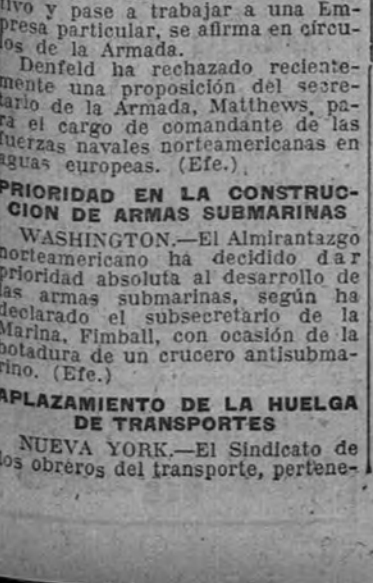 tivo y pase a trabajar a una Em-
presa particular, se afirma en círcu-
los de la Armada.
Denfeld ha rechazado reciente-
mente una proposición del secre-
tario de la Armada, Matthews, pa-
ra el cargo de comandante de las
fuerzas navales norteamericanas en
aguas europeas. (Efe.)
PRIORIDAD EN LA CONSTRUC-
CION DE ARMAS SUBMARINAS
WASHINGTON.—El Almirantazgo
norteamericano ha decidido dar
prioridad absoluta al desarrollo de
las armas submarinas, según ha
declarado el subsecretario de la
Marina, Fimball, con ocasión de la
botadura de un crucero antisubma-
rino. (Efe.)
APLAZAMIENTO DE LA HUELGA
DE TRANSPORTES
NUEVA YORK.—El Sindicato de
los obreros del transporte, pertene-